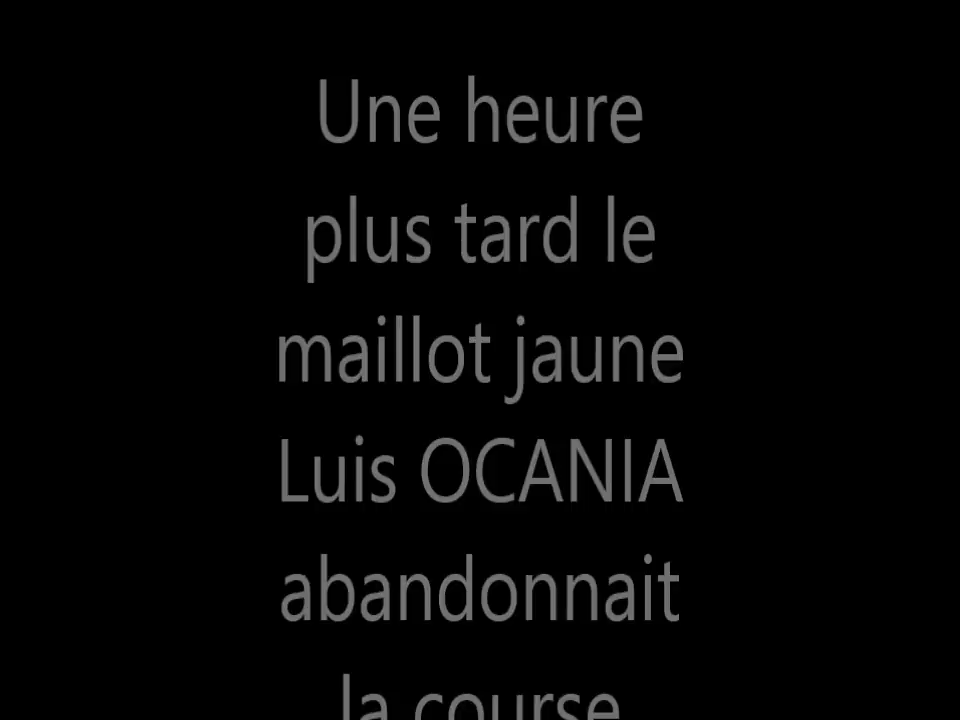 Une heure
plus tard le
maillot jaune
Luis OCANIA
abandonnait
la course